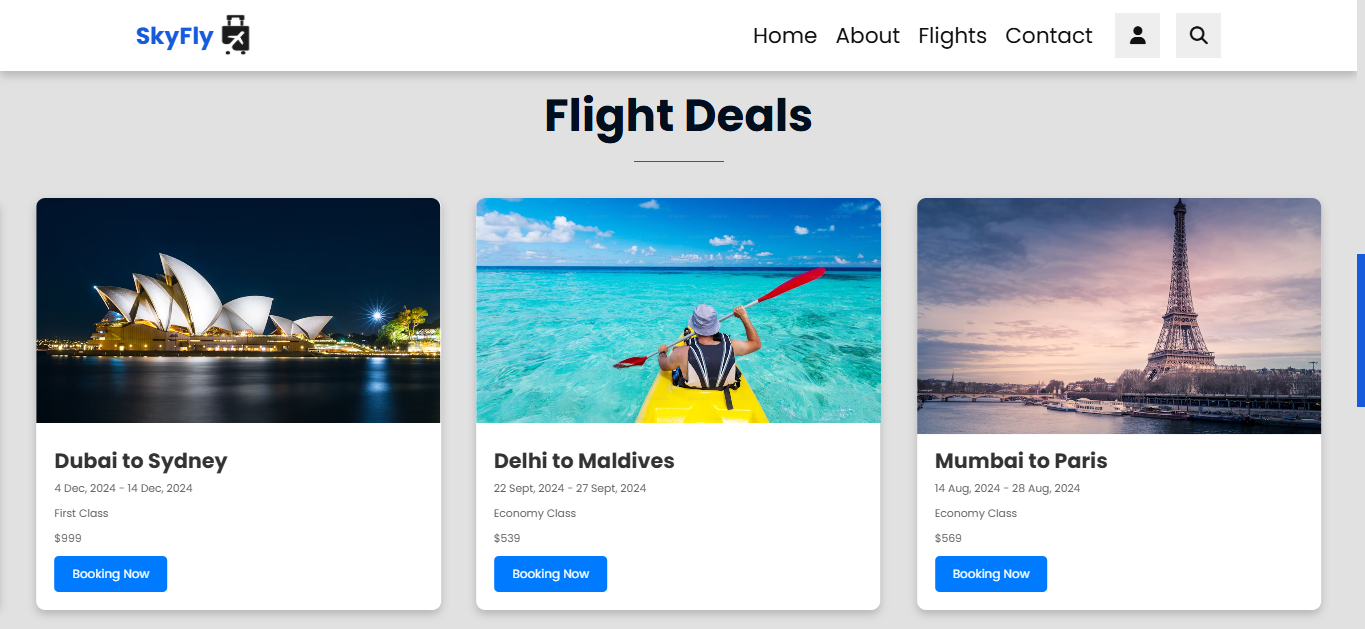 SkyFly
Home About Flights Contact
Flight Deals
Dubai to Sydney
4 Dec, 2024 - 14 Dec, 2024
First Class
$999
Booking Now
Delhi to Maldives
22 Sept, 2024 - 27 Sept, 2024
Economy Class
$539
Booking Now
Mumbai to Paris
14 Aug, 2024 - 28 Aug, 2024
Economy Class
$569
Booking Now